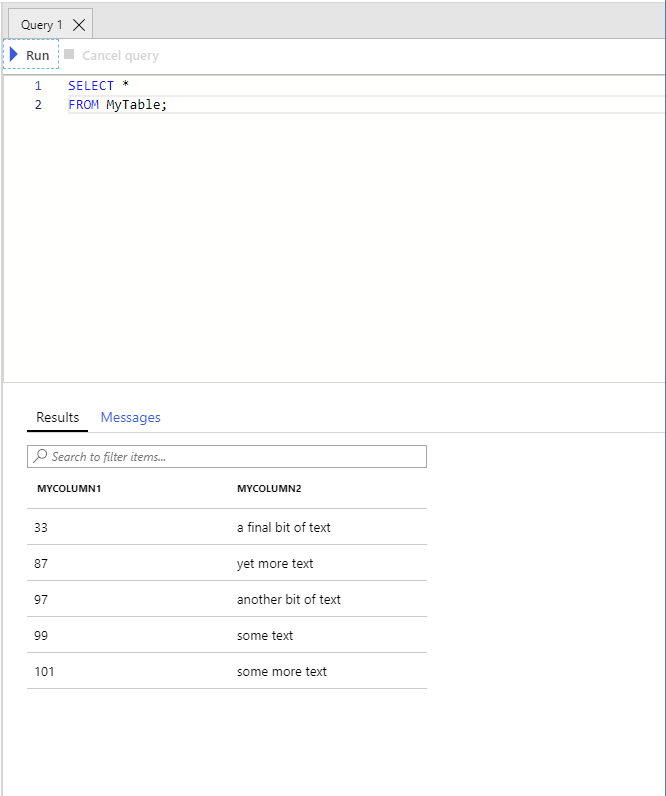 Query 1
Run Cancel query
1 SELECT *
2 FROM MyTable;
Results Messages
Search to filter items...
MYCOLUMN1 MYCOLUMN2
33 a final bit of text
87 yet more text
97 another bit of text
99 some text
101 some more text